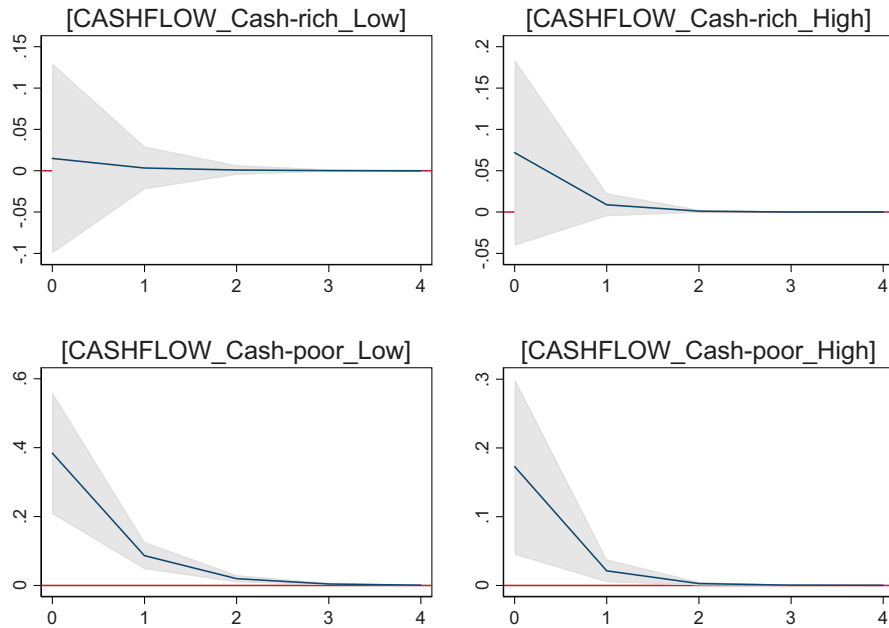 [CASHFLOW_Cash-rich_Low]
.15
.1
.05
0
-.05
-.1
0 1 2 3 4
[CASHFLOW_Cash-rich_High]
.2
.15
.1
.05
0
-.05
0 1 2 3 4
[CASHFLOW_Cash-poor_Low]
.6
.4
.2
0
0 1 2 3 4
[CASHFLOW_Cash-poor_High]
.3
.2
.1
0
0 1 2 3 4